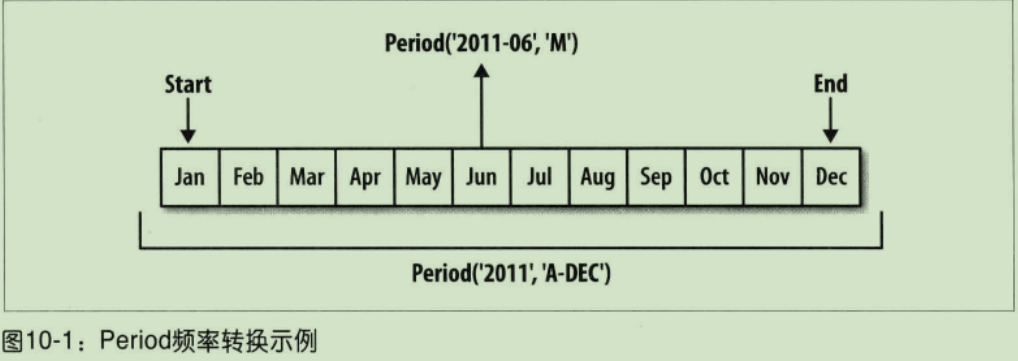 Period('2011-06', 'M')
Start End
Jan Feb Mar Apr May Jun Jul Aug Sep Oct Nov Dec
Period('2011', 'A-DEC')
图10-1：Period频率转换示例